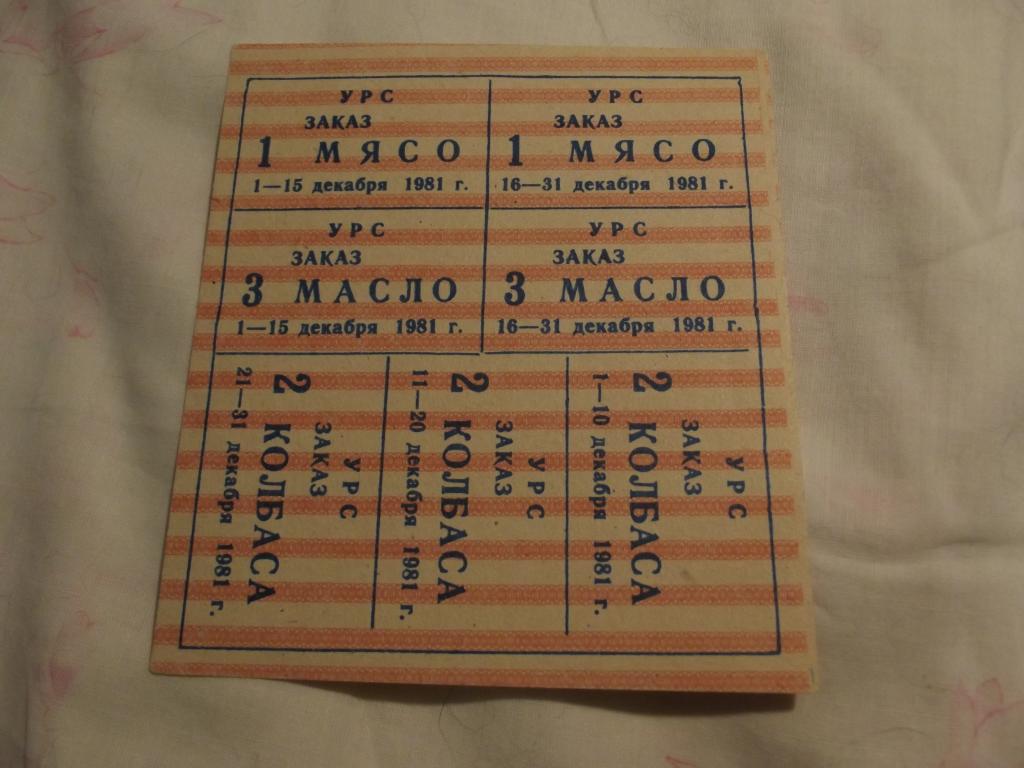 УРС
ЗАКАЗ
1 МЯСО
1—15 декабря 1981 г.
УРС
ЗАКАЗ
1 МЯСО
16—31 декабря 1981 г.
УРС
ЗАКАЗ
3 МАСЛО
1—15 декабря 1981 г.
УРС
ЗАКАЗ
3 МАСЛО
16—31 декабря 1981 г.
УРС
ЗАКАЗ
2 КОЛБАСА
21—31 декабря 1981 г.
УРС
ЗАКАЗ
2 КОЛБАСА
11—20 декабря 1981 г.
УРС
ЗАКАЗ
2 КОЛБАСА
1—10 декабря 1981 г.